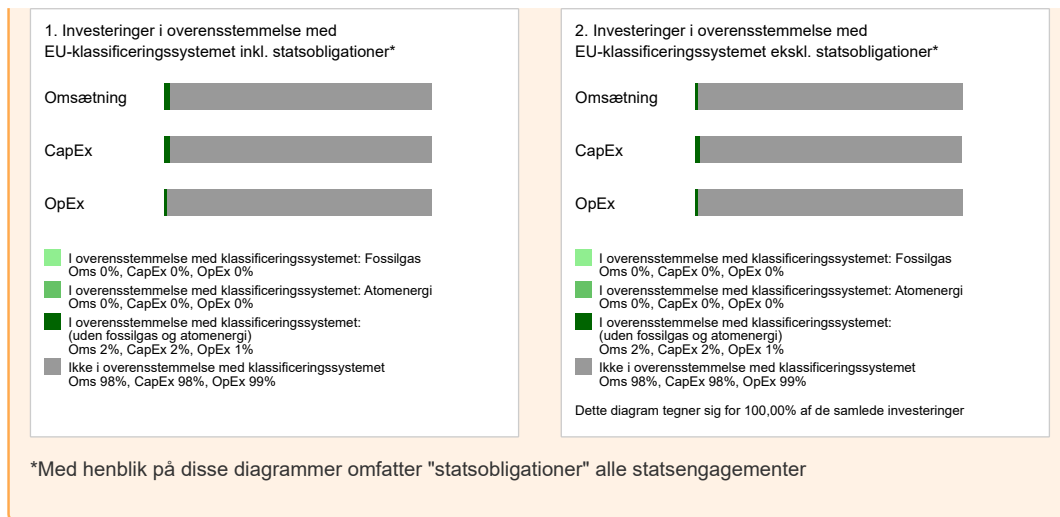 1. Investeringer i overensstemmelse med
EU-klassificeringssystemet inkl. statsobligationer*
Omsætning
CapEx
OpEx
I overensstemmelse med klassificeringssystemet: Fossilgas
Oms 0%, CapEx 0%, OpEx 0%
I overensstemmelse med klassificeringssystemet: Atomenergi
Oms 0%, CapEx 0%, OpEx 0%
I overensstemmelse med klassificeringssystemet:
(uden fossilgas og atomenergi)
Oms 2%, CapEx 2%, OpEx 1%
Ikke i overensstemmelse med klassificeringssystemet
Oms 98%, CapEx 98%, OpEx 99%
2. Investeringer i overensstemmelse med
EU-klassificeringssystemet ekskl. statsobligationer*
Omsætning
CapEx
OpEx
I overensstemmelse med klassificeringssystemet: Fossilgas
Oms 0%, CapEx 0%, OpEx 0%
I overensstemmelse med klassificeringssystemet: Atomenergi
Oms 0%, CapEx 0%, OpEx 0%
I overensstemmelse med klassificeringssystemet:
(uden fossilgas og atomenergi)
Oms 2%, CapEx 2%, OpEx 1%
Ikke i overensstemmelse med klassificeringssystemet
Oms 98%, CapEx 98%, OpEx 99%
Dette diagram tegner sig for 100,00% af de samlede investeringer
*Med henblik på disse diagrammer omfatter "statsobligationer" alle statsengagementer